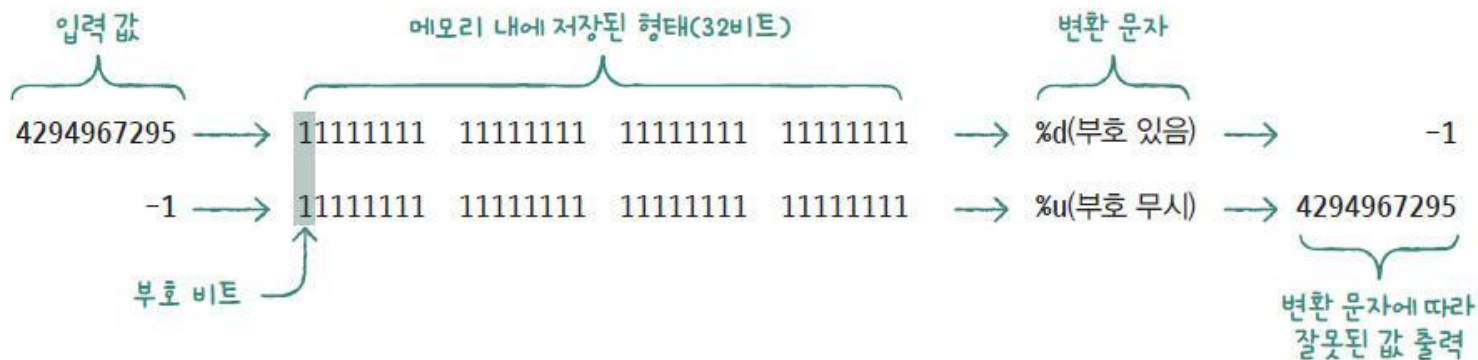 입력 값 메모리 내에 저장된 형태(32비트) 변환 문자
4294967295 11111111 11111111 11111111 11111111 %d(부호 있음) -1
-1 11111111 11111111 11111111 11111111 %u(부호 무시) 4294967295
부호 비트
변환 문자에 따라
잘못된 값 출력